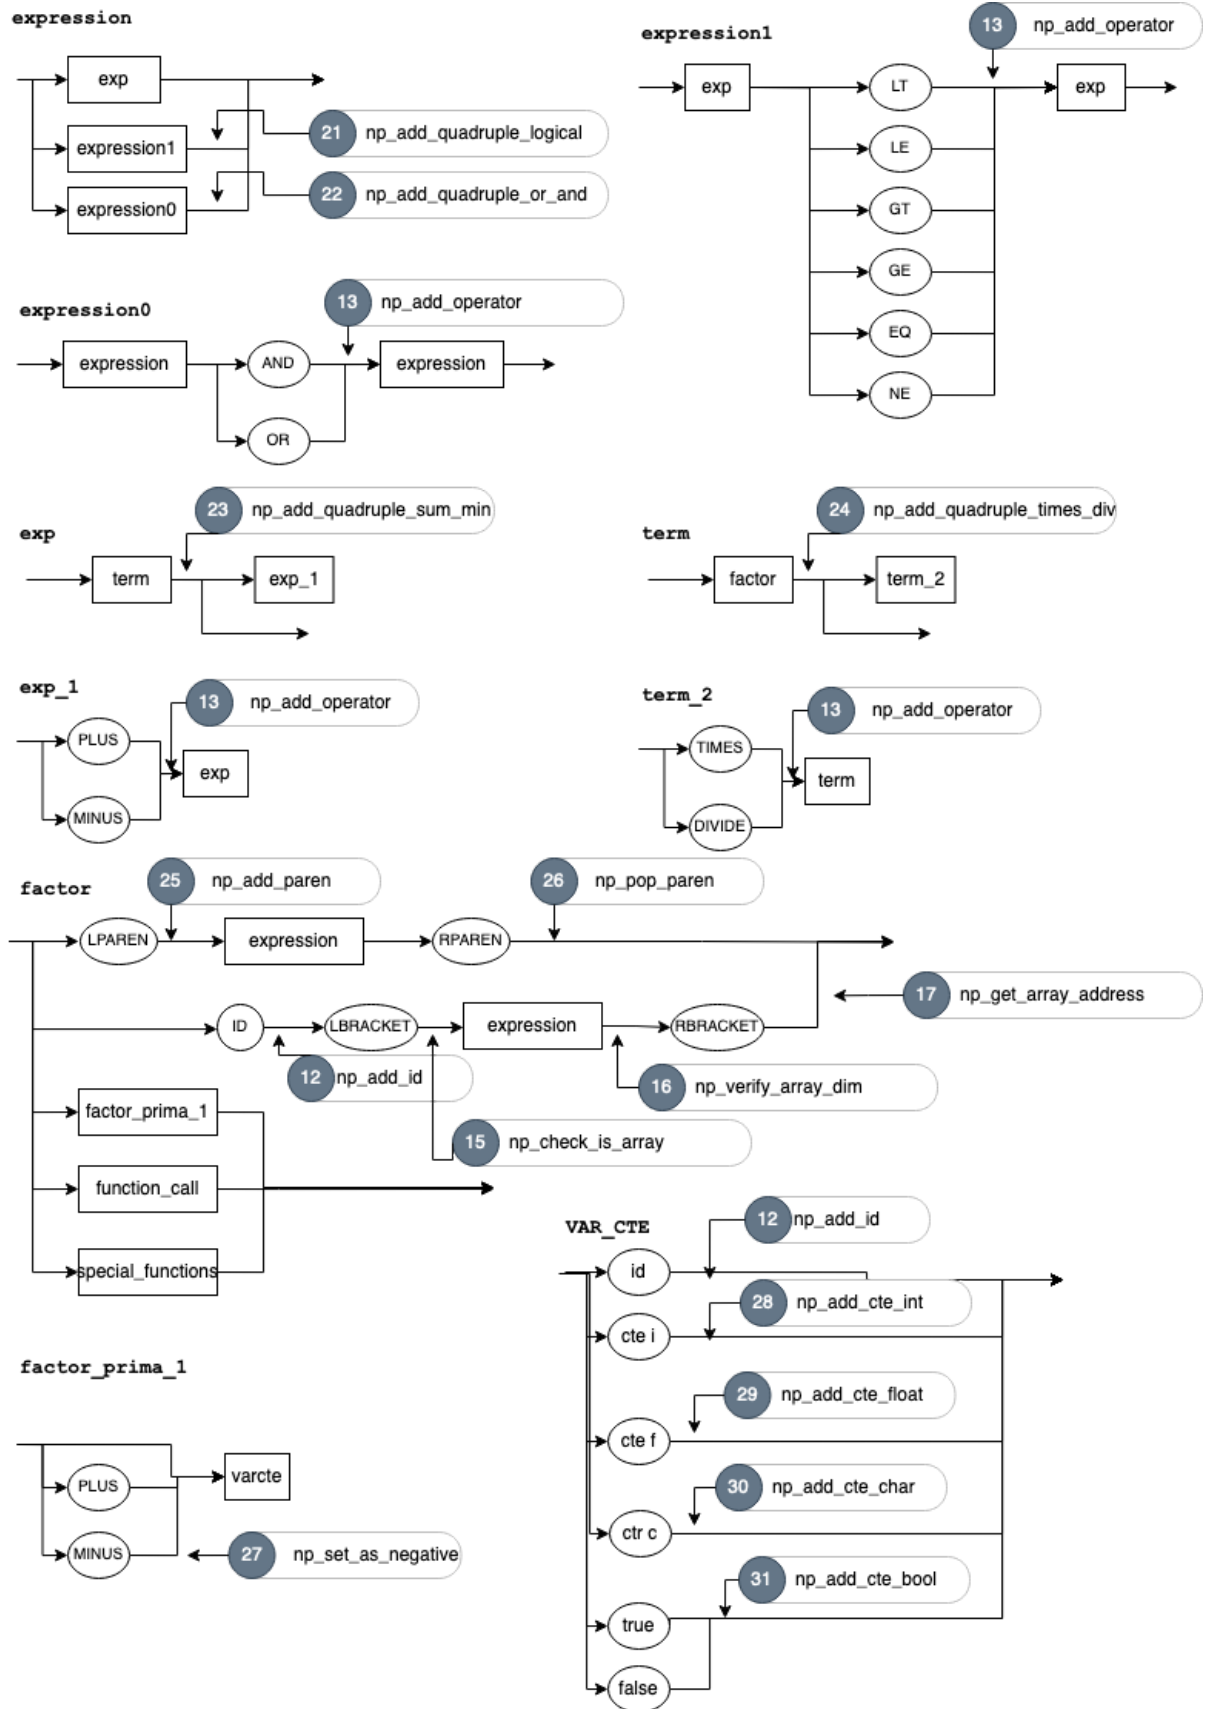 expression
exp
expression1
21 np_add_quadruple_logical
expression0
22 np_add_quadruple_or_and
expression1
13 np_add_operator
exp
LT
exp
LE
GT
GE
EQ
NE
expression0
13 np_add_operator
expression
AND
expression
OR
exp
23 np_add_quadruple_sum_min
term
exp_1
term
24 np_add_quadruple_times_div
factor
term_2
exp_1
13 np_add_operator
PLUS
exp
MINUS
term_2
13 np_add_operator
TIMES
term
DIVIDE
factor
25 np_add_paren
26 np_pop_paren
LPAREN
expression
RPAREN
17 np_get_array_address
ID
LBRACKET
expression
RBRACKET
12 np_add_id
16 np_verify_array_dim
factor_prima_1
15 np_check_is_array
function_call
special_functions
VAR_CTE
12 np_add_id
id
28 np_add_cte_int
cte i
29 np_add_cte_float
cte f
30 np_add_cte_char
ctr c
31 np_add_cte_bool
true
false
factor_prima_1
PLUS
varcte
MINUS
27 np_set_as_negative